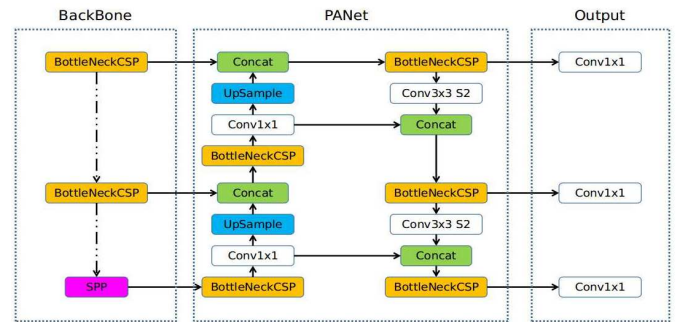 BackBone
PANet
Output
BottleNeckCSP
Concat
BottleNeckCSP
Conv1x1
UpSample
Conv3x3 S2
Conv1x1
Concat
BottleNeckCSP
BottleNeckCSP
Concat
BottleNeckCSP
Conv1x1
UpSample
Conv3x3 S2
Conv1x1
Concat
SPP
BottleNeckCSP
BottleNeckCSP
Conv1x1